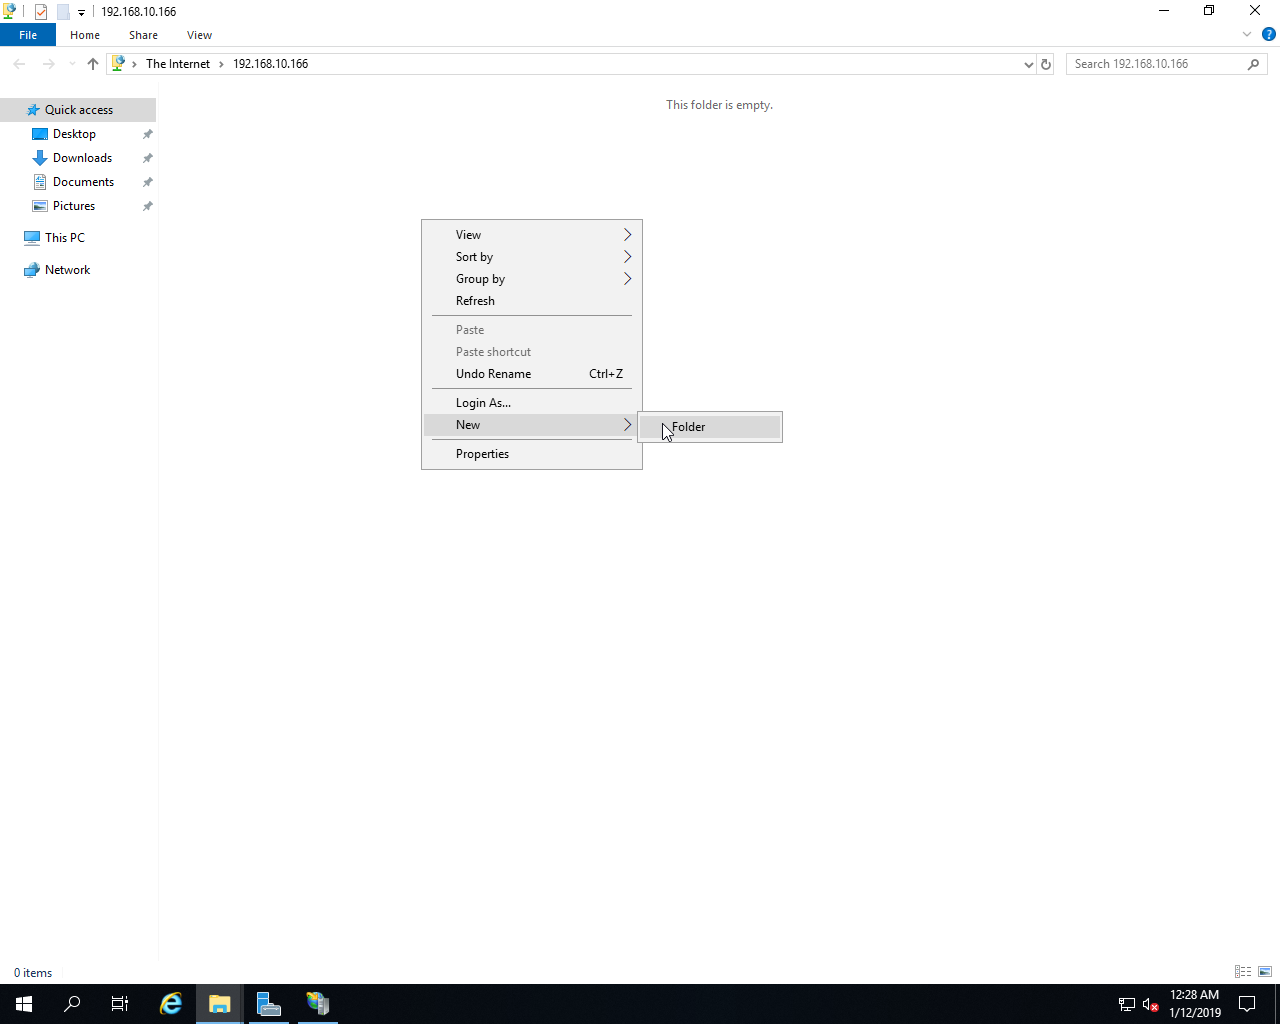 192.168.10.166
File
Home
Share
View
The Internet
192.168.10.166
Search 192.168.10.166
Quick access
Desktop
Downloads
Documents
Pictures
This PC
Network
This folder is empty.
View
Sort by
Group by
Refresh
Paste
Paste shortcut
Undo Rename Ctrl+Z
Login As...
New
Folder
Properties
0 items
12:28 AM
1/12/2019